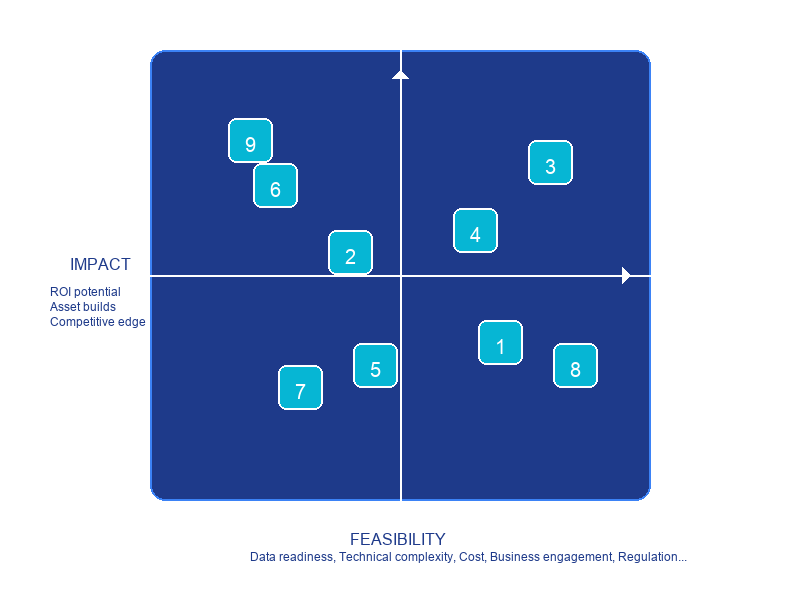 9
3
6
4
2
IMPACT
ROI potential
Asset builds
Competitive edge
1
5
8
7
FEASIBILITY
Data readiness, Technical complexity, Cost, Business engagement, Regulation...